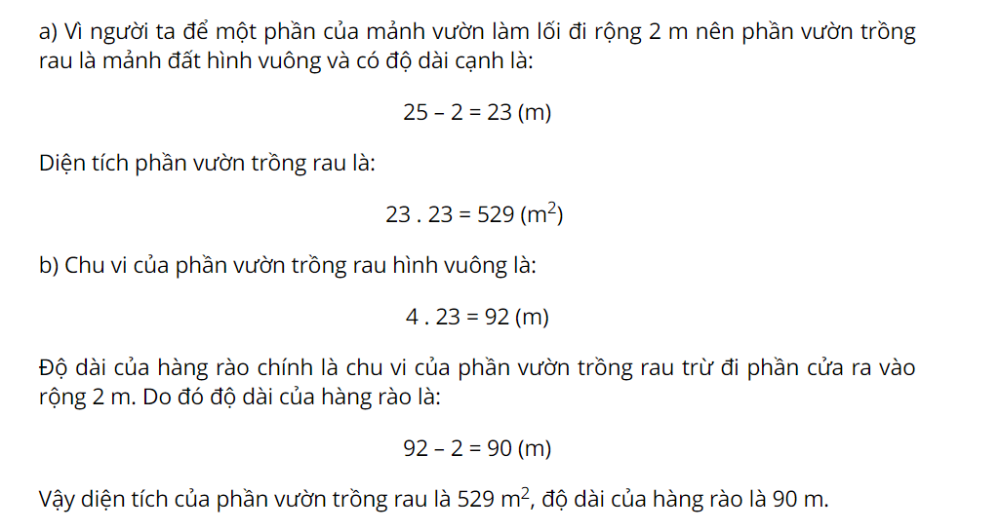 a) Vì người ta để một phần của mảnh vườn làm lối đi rộng 2 m nên phần vườn trồng
rau là mảnh đất hình vuông và có độ dài cạnh là:
25 – 2 = 23 (m)
Diện tích phần vườn trồng rau là:
23 . 23 = 529 (m²)
b) Chu vi của phần vườn trồng rau hình vuông là:
4 . 23 = 92 (m)
Độ dài của hàng rào chính là chu vi của phần vườn trồng rau trừ đi phần cửa ra vào
rộng 2 m. Do đó độ dài của hàng rào là:
92 – 2 = 90 (m)
Vậy diện tích của phần vườn trồng rau là 529 m², độ dài của hàng rào là 90 m.